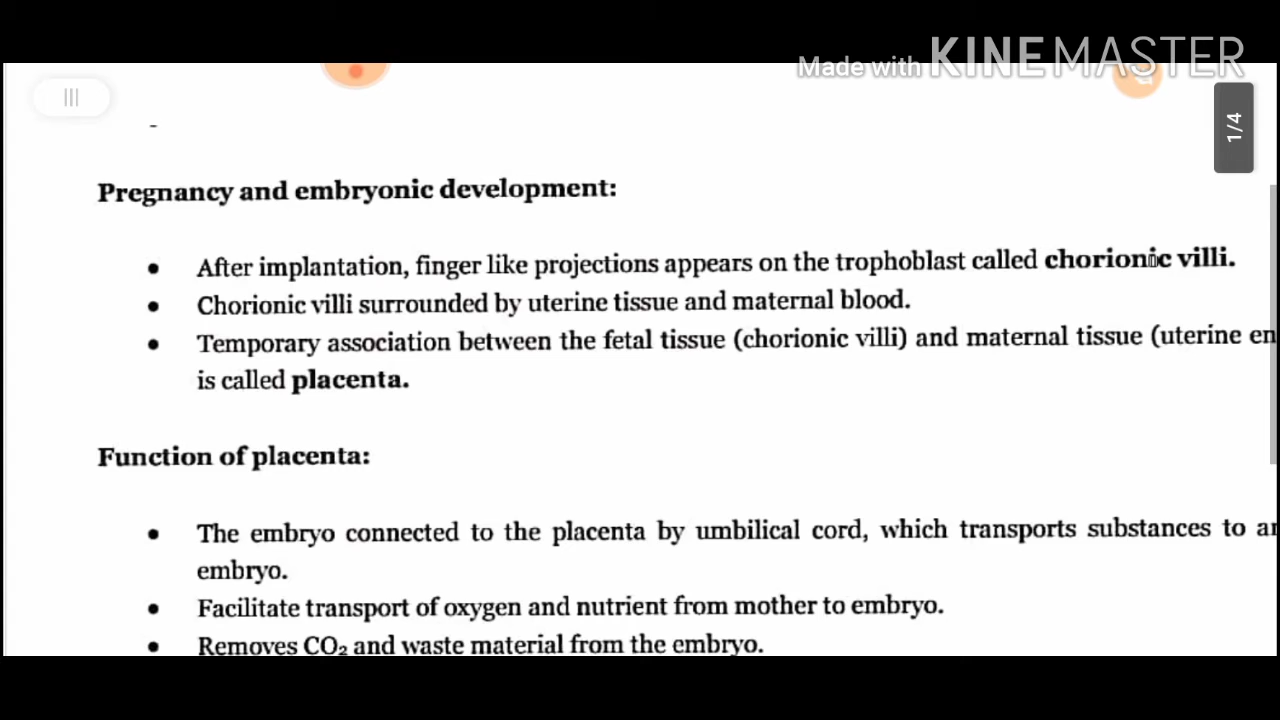 Made with KINEMASTER
1/4
Pregnancy and embryonic development:
• After implantation, finger like projections appears on the trophoblast called chorionic villi.
• Chorionic villi surrounded by uterine tissue and maternal blood.
• Temporary association between the fetal tissue (chorionic villi) and maternal tissue (uterine en
is called placenta.
Function of placenta:
• The embryo connected to the placenta by umbilical cord, which transports substances to an
embryo.
• Facilitate transport of oxygen and nutrient from mother to embryo.
• Removes CO₂ and waste material from the embryo.